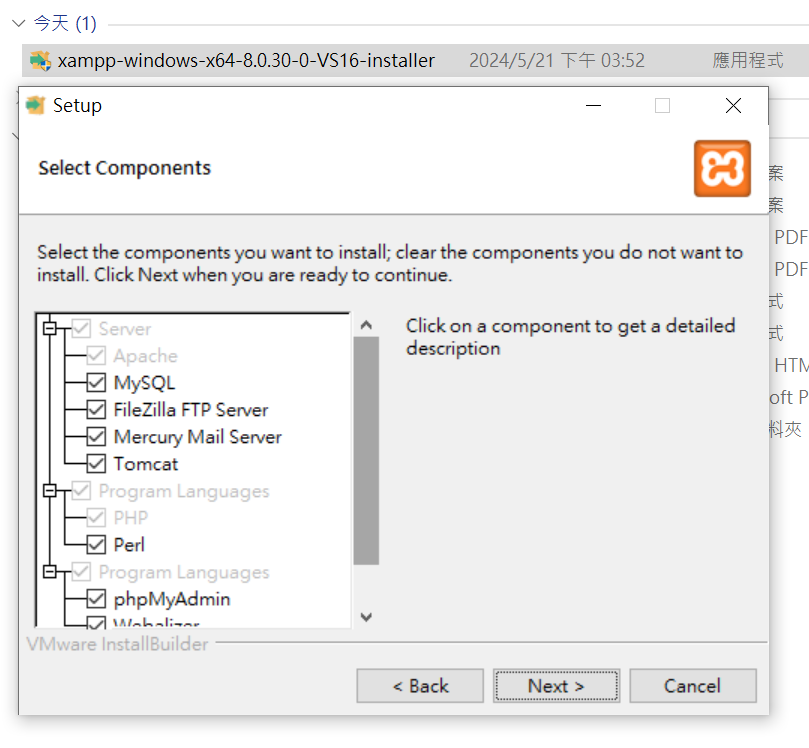 今天 (1)
xampp-windows-x64-8.0.30-0-VS16-installer 2024/5/21 下午 03:52 應用程式
Setup
Select Components
案
案
PDF
PDF
式
式
HTM
oft P
料夾
Select the components you want to install; clear the components you do not want to
install. Click Next when you are ready to continue.
Server
Apache
MySQL
FileZilla FTP Server
Mercury Mail Server
Tomcat
Program Languages
PHP
Perl
Program Languages
phpMyAdmin
Webalizer
Click on a component to get a detailed
description
VMware InstallBuilder
< Back
Next >
Cancel